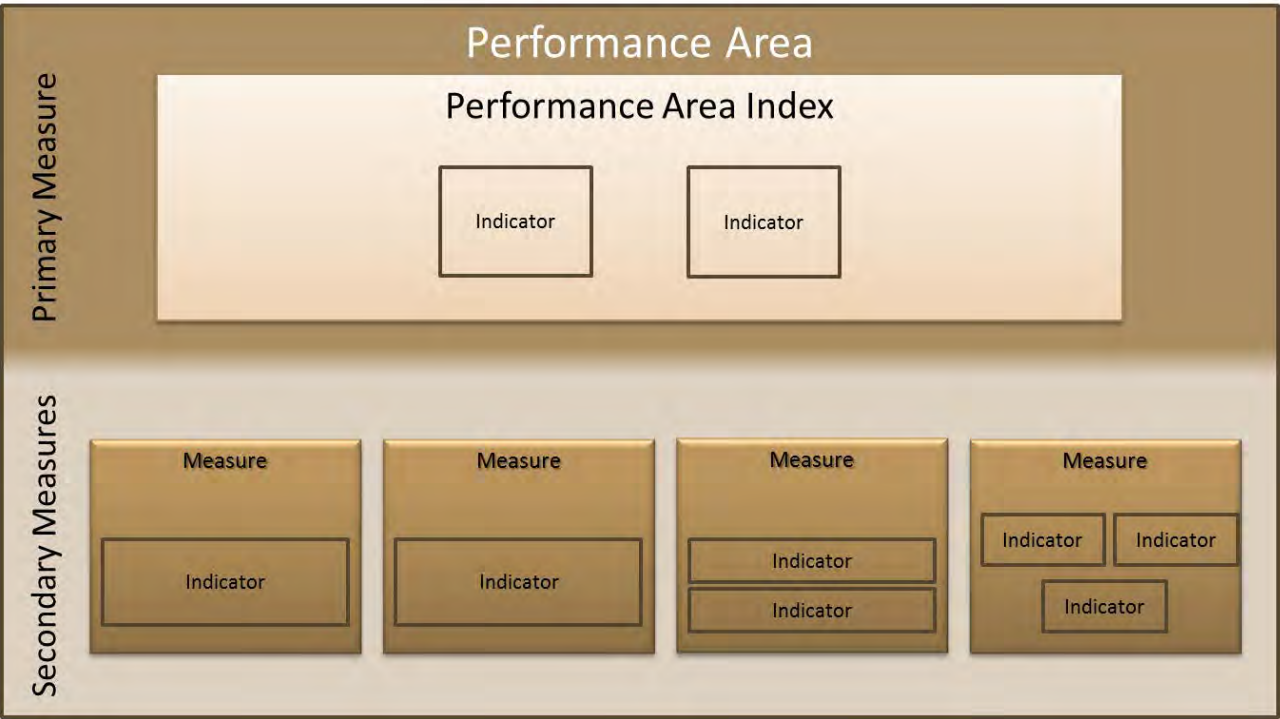 Performance Area
Primary Measure
Performance Area Index
Indicator
Indicator
Secondary Measures
Measure
Indicator
Measure
Indicator
Measure
Indicator
Indicator
Measure
Indicator
Indicator
Indicator